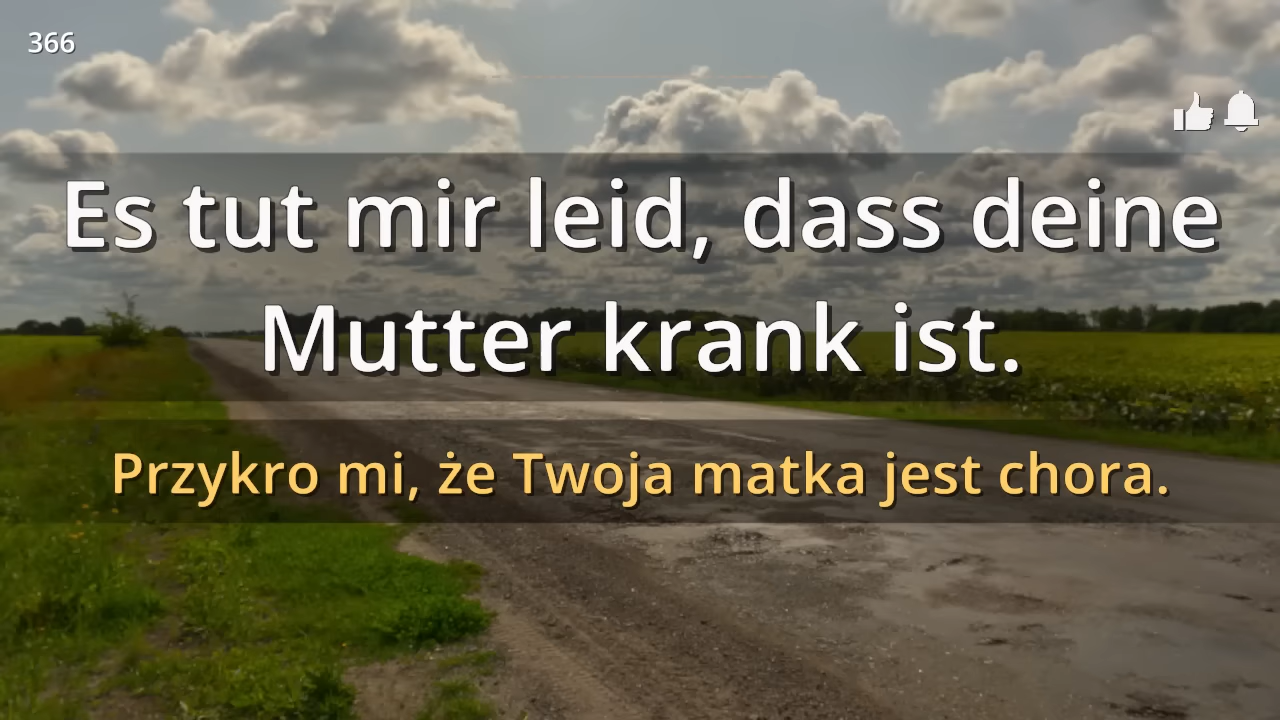 366
Es tut mir leid, dass deine
Mutter krank ist.
Przykro mi, że Twoja matka jest chora.